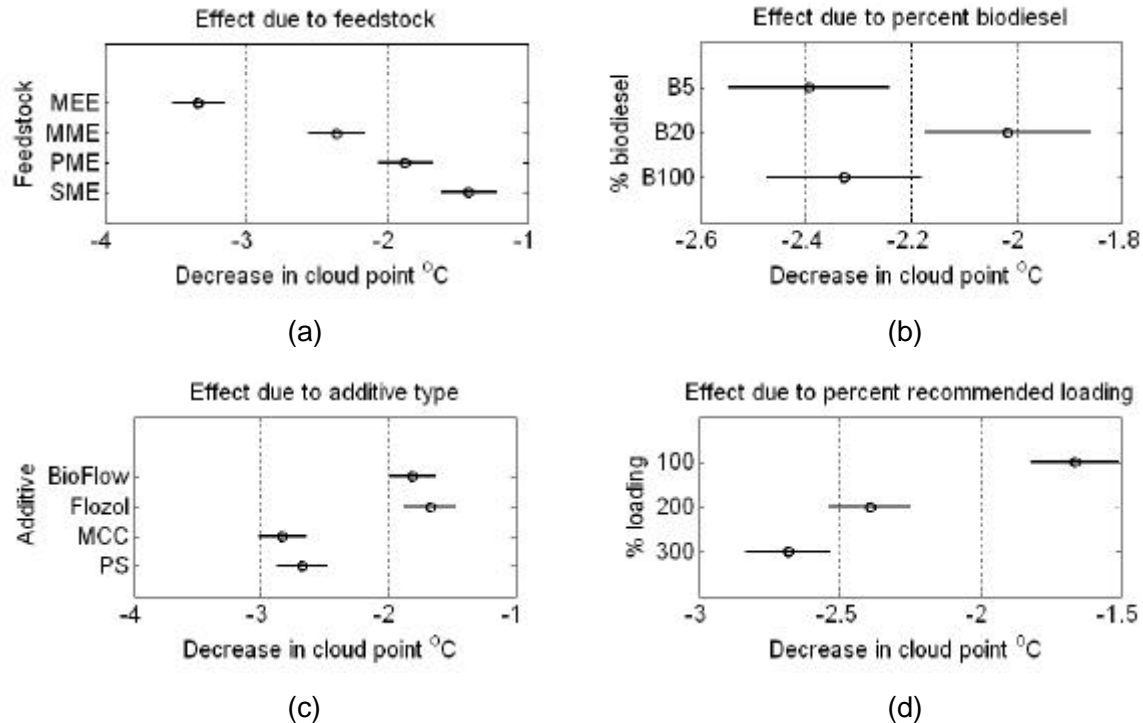 Effect due to feedstock
Feedstock
MEE
MME
PME
SME
-4 -3 -2 -1
Decrease in cloud point °C
(a)
Effect due to percent biodiesel
% biodiesel
B5
B20
B100
-2.6 -2.4 -2.2 -2 -1.8
Decrease in cloud point °C
(b)
Effect due to additive type
Additive
BioFlow
Flozol
MCC
PS
-4 -3 -2 -1
Decrease in cloud point °C
(c)
Effect due to percent recommended loading
% loading
100
200
300
-3 -2.5 -2 -1.5
Decrease in cloud point °C
(d)